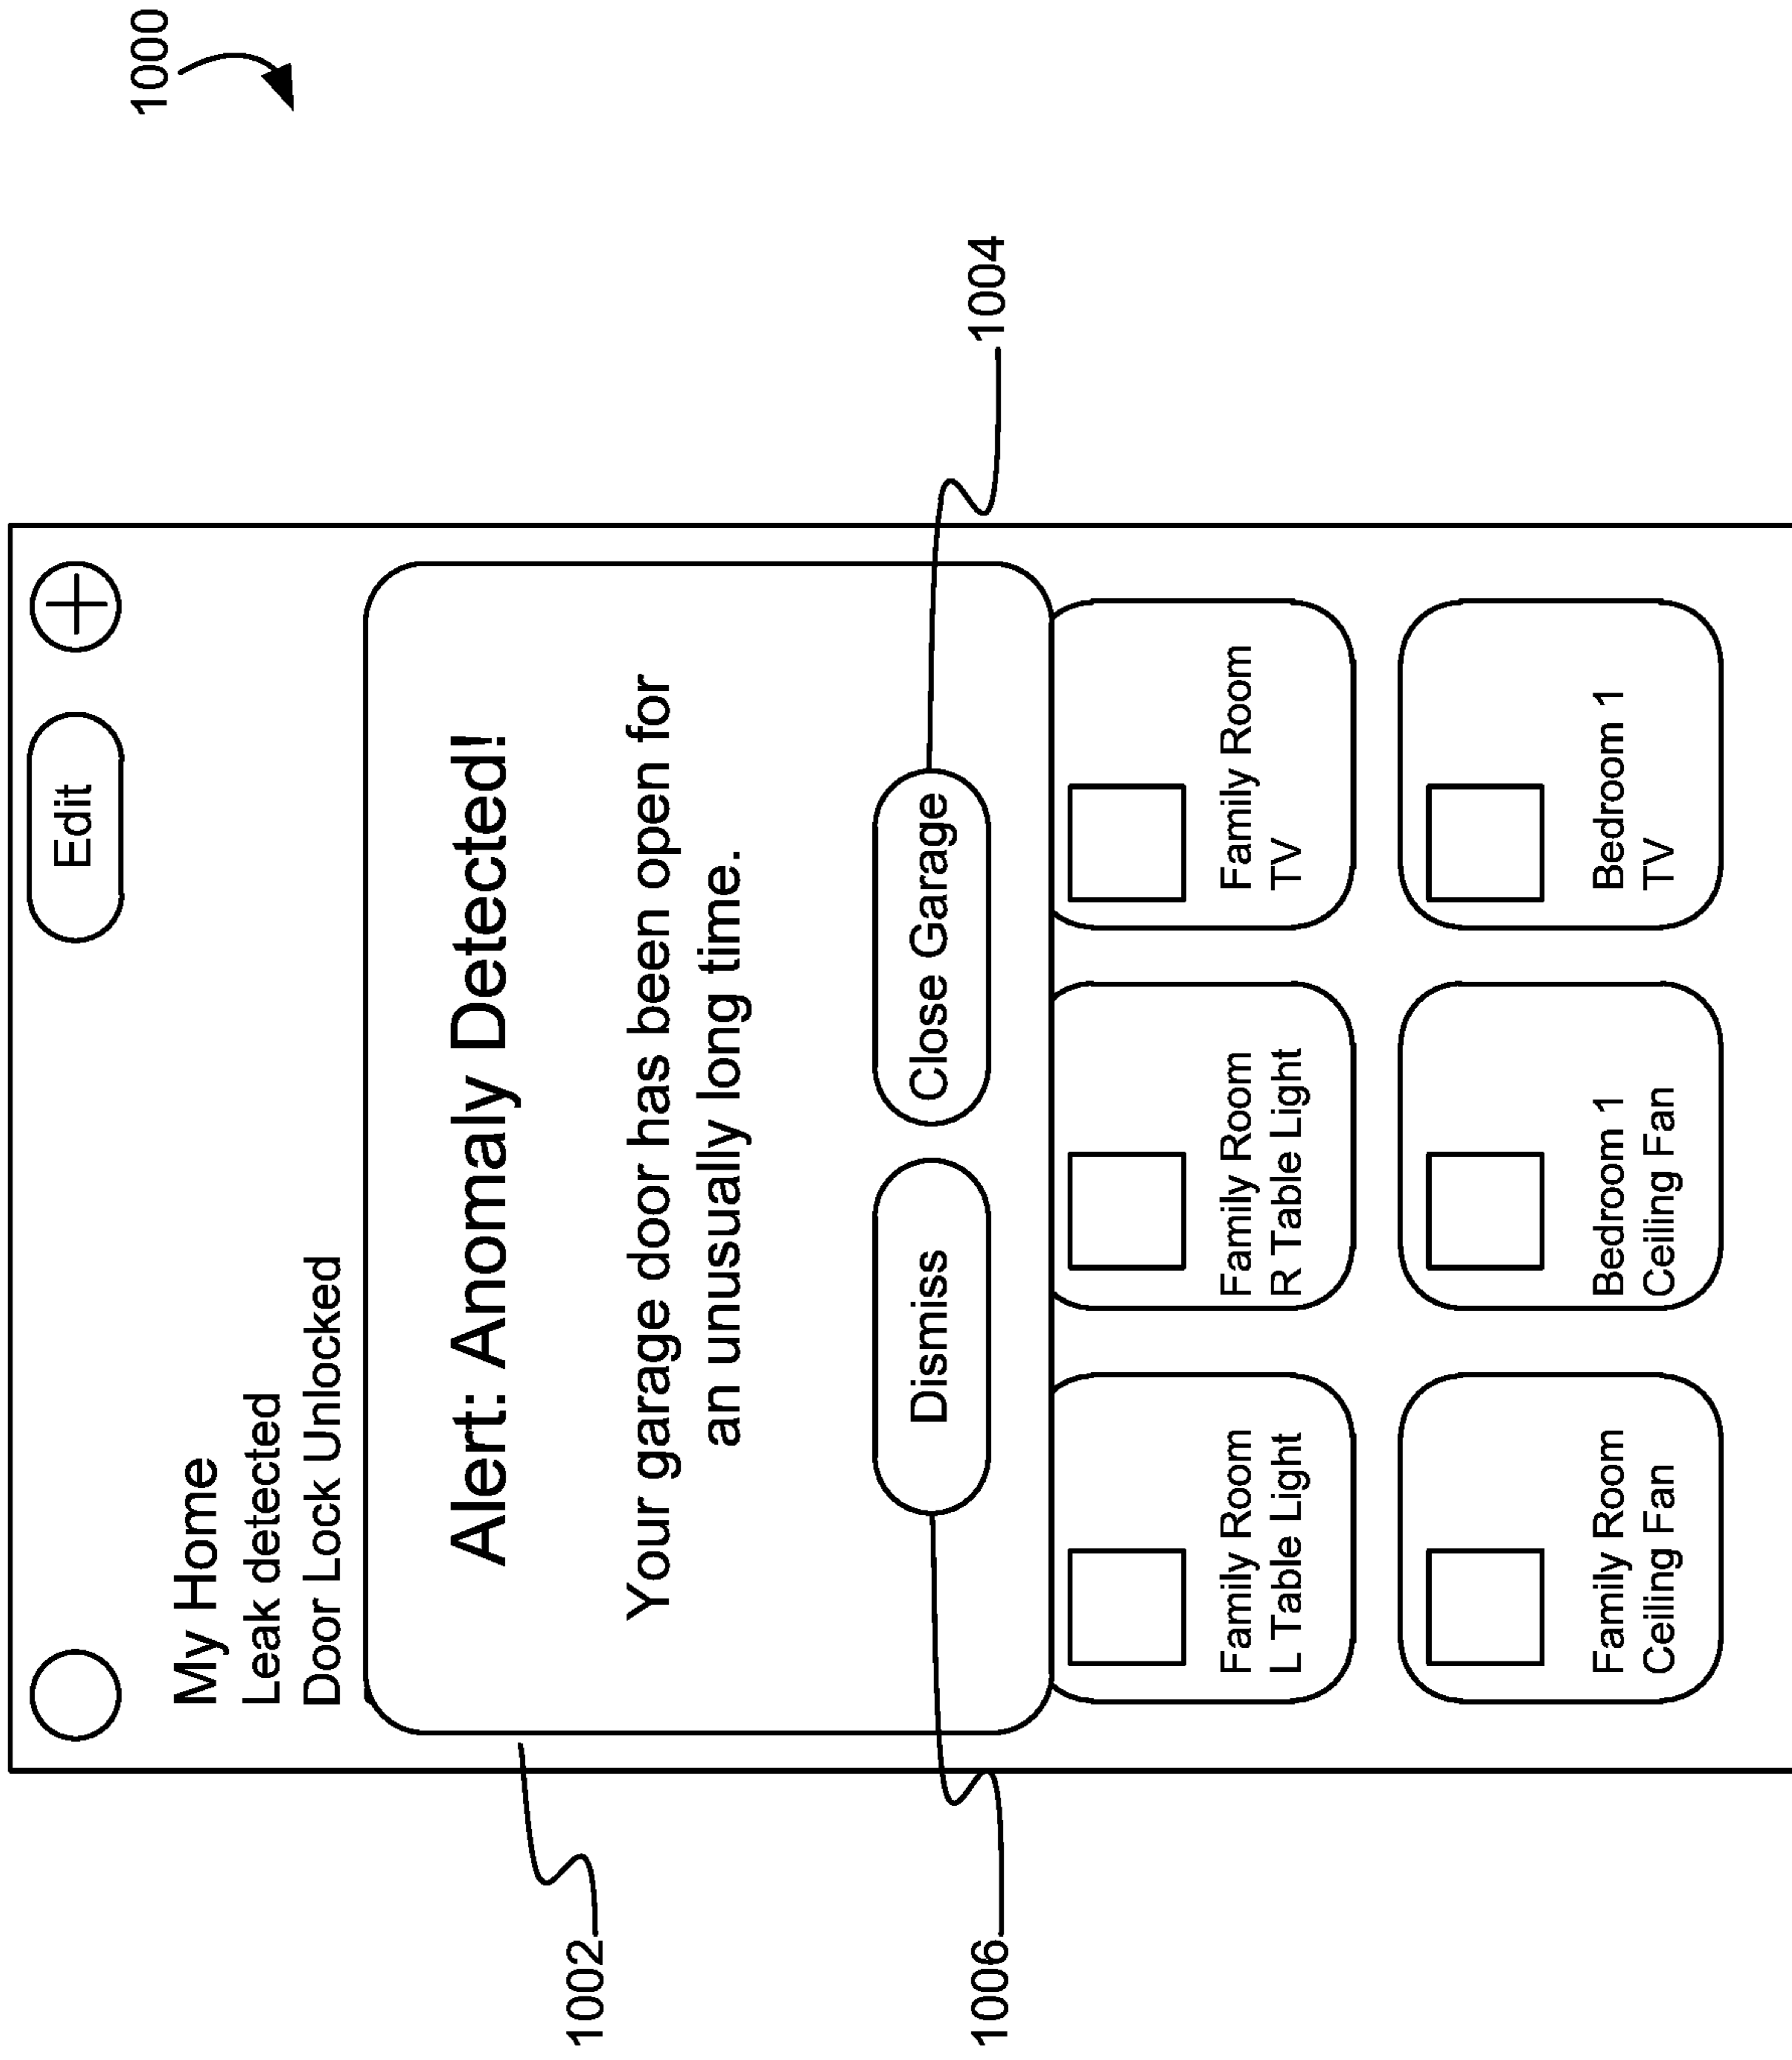 1000
Edit
My Home
Leak detected
Door Lock Unlocked
Alert: Anomaly Detected!
Your garage door has been open for
an unusually long time.
Dismiss
Close Garage
1002
1006
1004
Family Room
L Table Light
Family Room
R Table Light
Family Room
TV
Family Room
Ceiling Fan
Bedroom 1
Ceiling Fan
Bedroom 1
TV